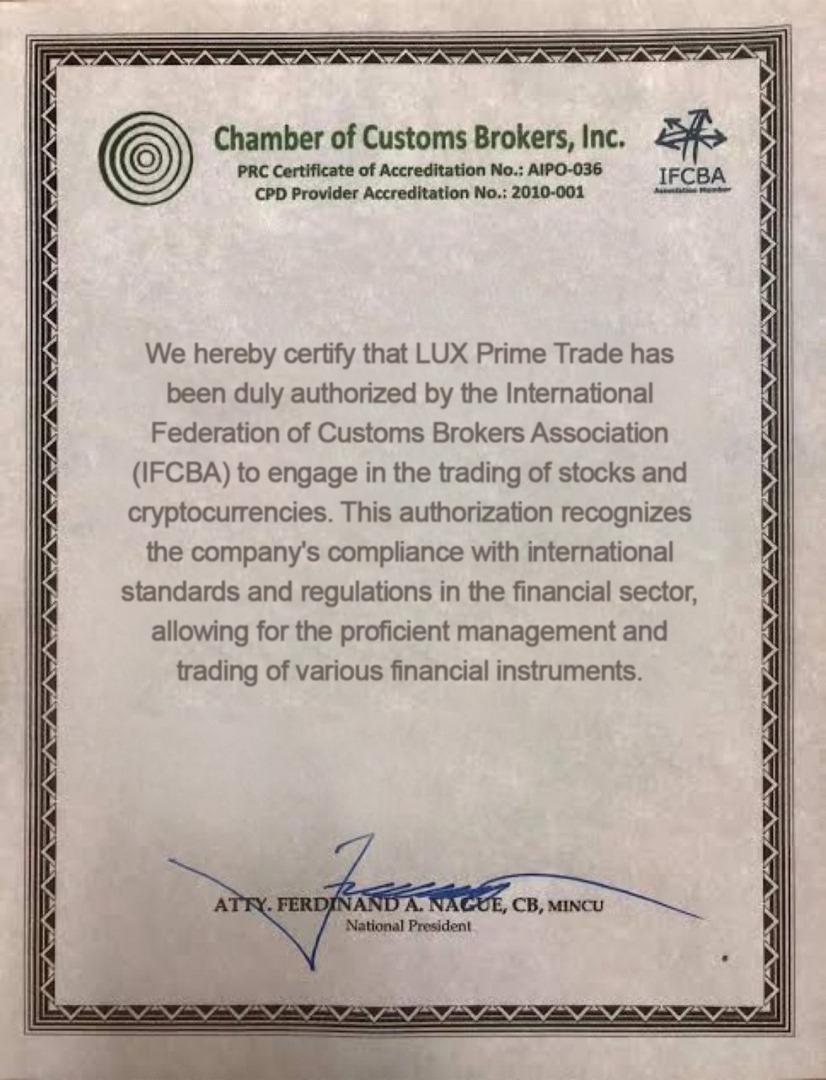 Chamber of Customs Brokers, Inc.
PRC Certificate of Accreditation No.: AIPO-036
CPD Provider Accreditation No.: 2010-001
IFCBA
Association Member
We hereby certify that LUX Prime Trade has
been duly authorized by the International
Federation of Customs Brokers Association
(IFCBA) to engage in the trading of stocks and
cryptocurrencies. This authorization recognizes
the company's compliance with international
standards and regulations in the financial sector,
allowing for the proficient management and
trading of various financial instruments.
ATTY. FERDINAND A. NAGUE, CB, MINCU
National President